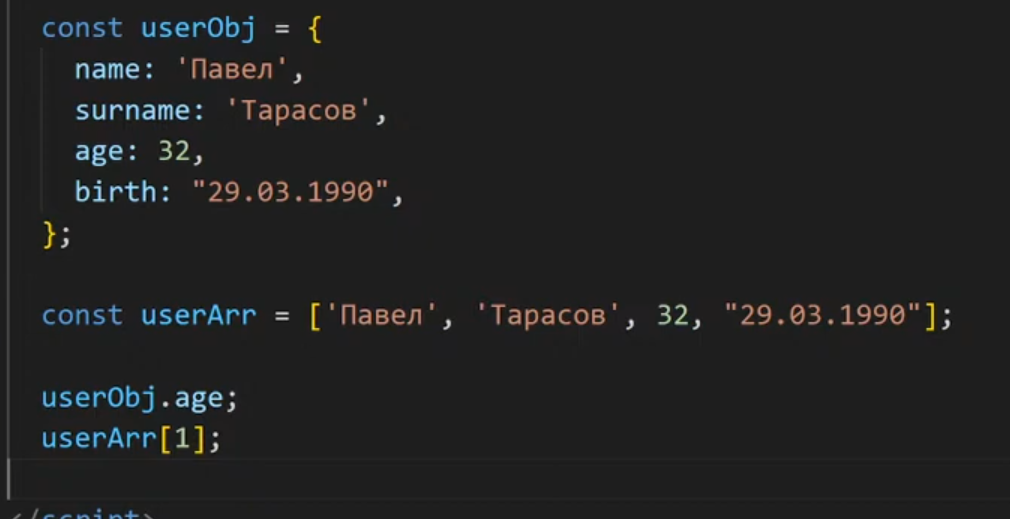 const userObj = {
name: 'Павел',
surname: 'Тарасов',
age: 32,
birth: "29.03.1990",
};
const userArr = ['Павел', 'Тарасов', 32, "29.03.1990"];
userObj.age;
userArr[1];
</script>